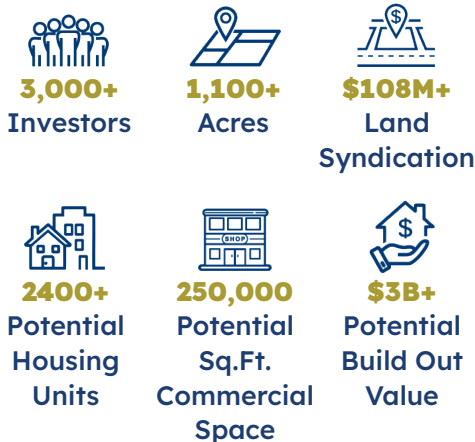 3,000+
Investors
1,100+
Acres
$
$108M+
Land
Syndication
2400+
Potential
Housing
Units
SHOP
250,000
Potential
Sq.Ft.
Commercial
Space
$
$3B+
Potential
Build Out
Value